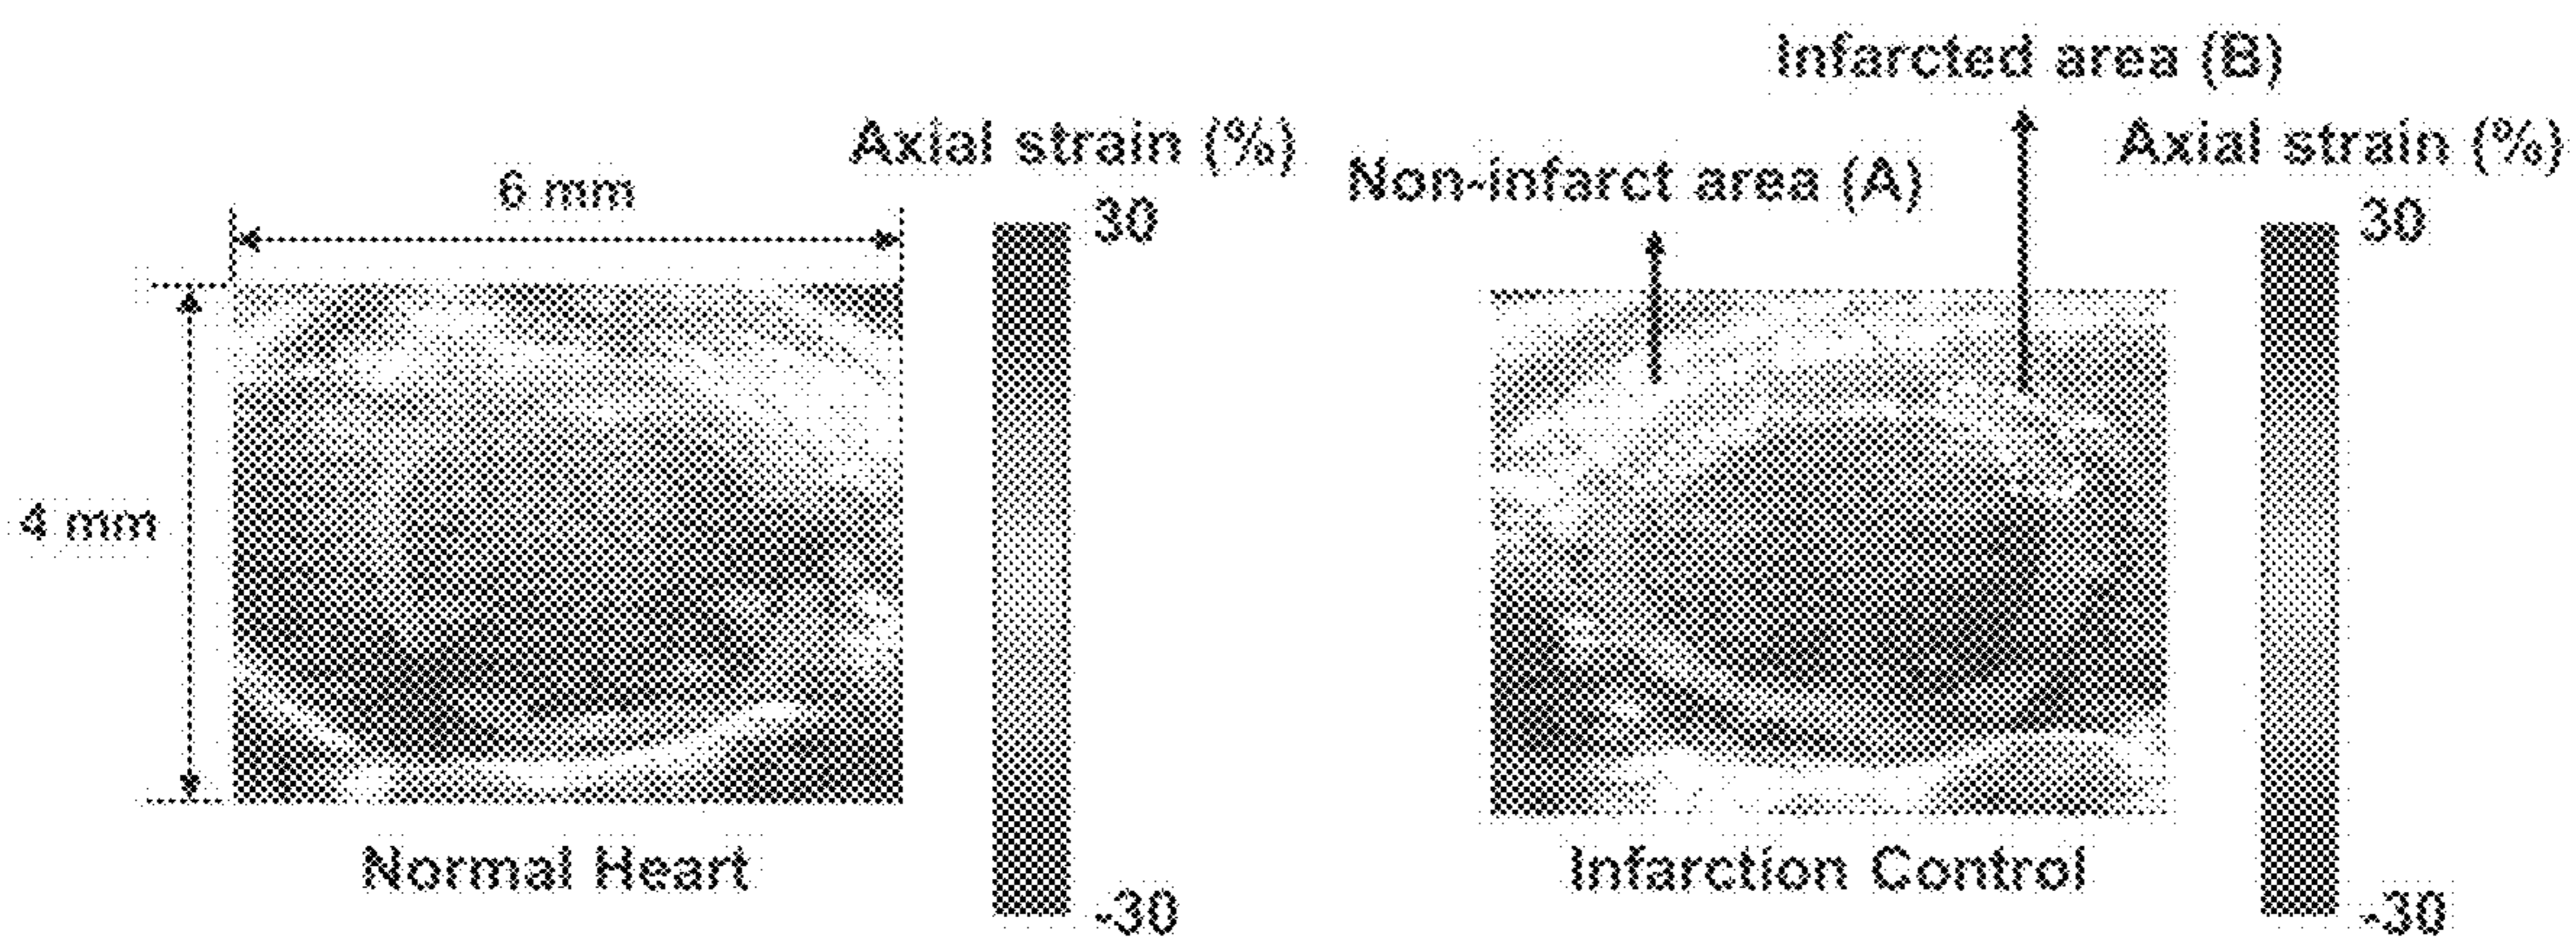 6 mm
Axial strain (%)
30
4 mm
-30
Normal Heart
Infarcted area (B)
Non-infarct area (A)
Axial strain (%)
30
-30
Infarction Control